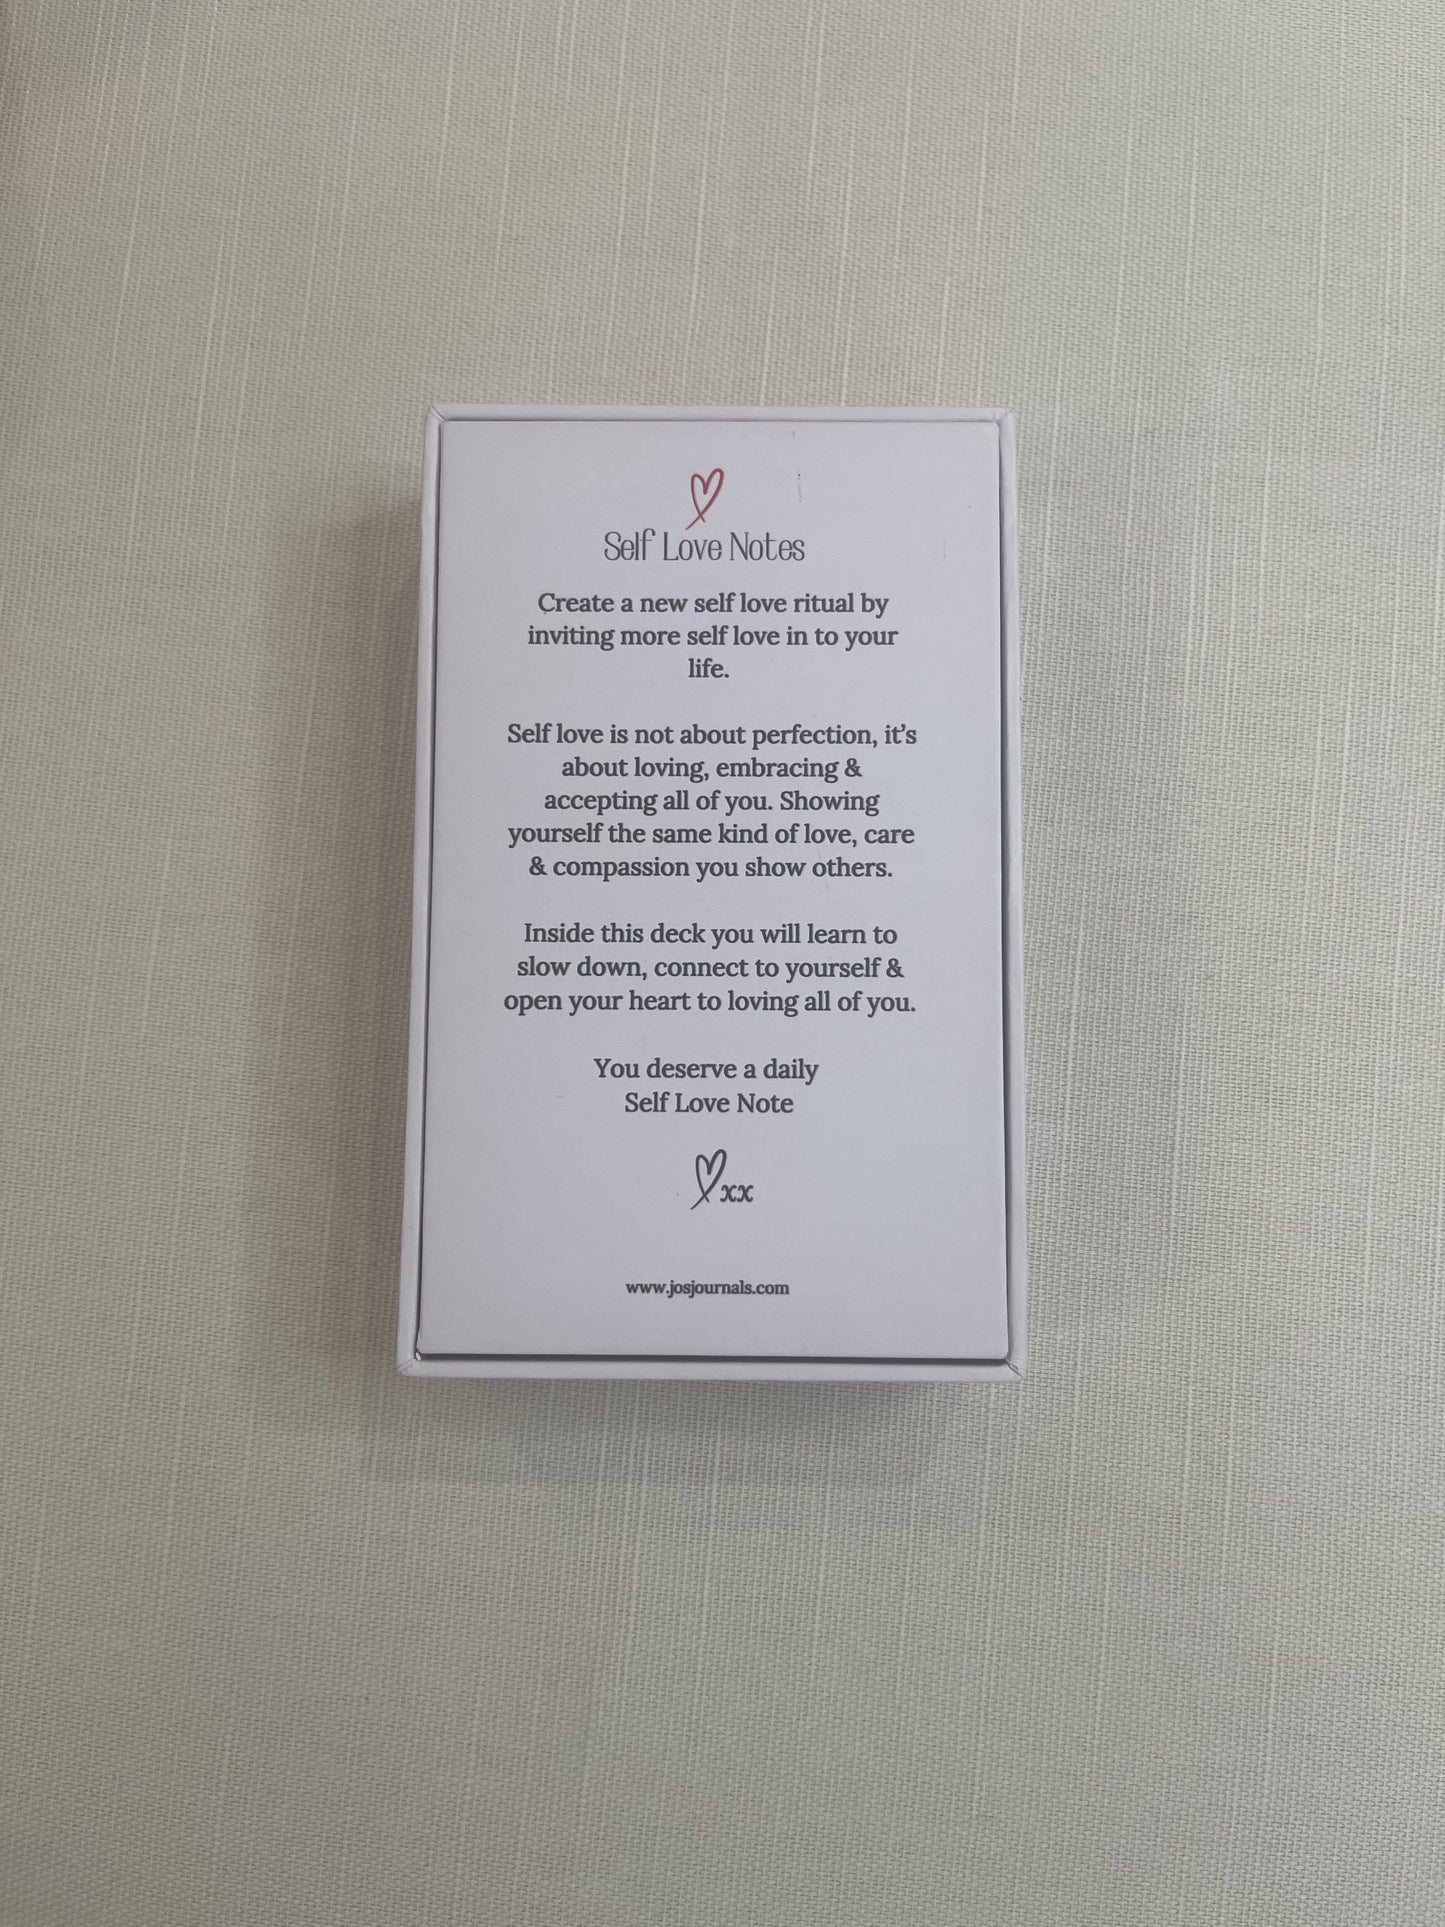 Self Love Notes
Create a new self love ritual by
inviting more self love in to your
life.
Self love is not about perfection, it's
about loving, embracing &
accepting all of you. Showing
yourself the same kind of love, care
& compassion you show others.
Inside this deck you will learn to
slow down, connect to yourself &
open your heart to loving all of you.
You deserve a daily
Self Love Note
xx
www.josjournals.com